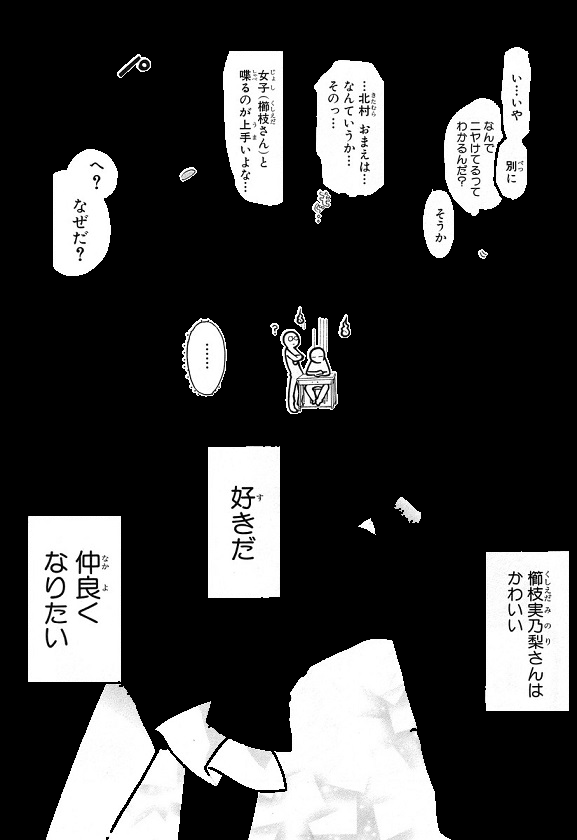 い…いや
別に
なんで
ニヤけてるって
わかるんだ?
そうか
…北村 おまえは…
なんていうか…
そのっ…
女子(櫛枝さん)と
喋るのが上手いよな…
へ?
なぜだ?
?
……
櫛枝実乃梨さんは
かわいい
好きだ
仲良く
なりたい